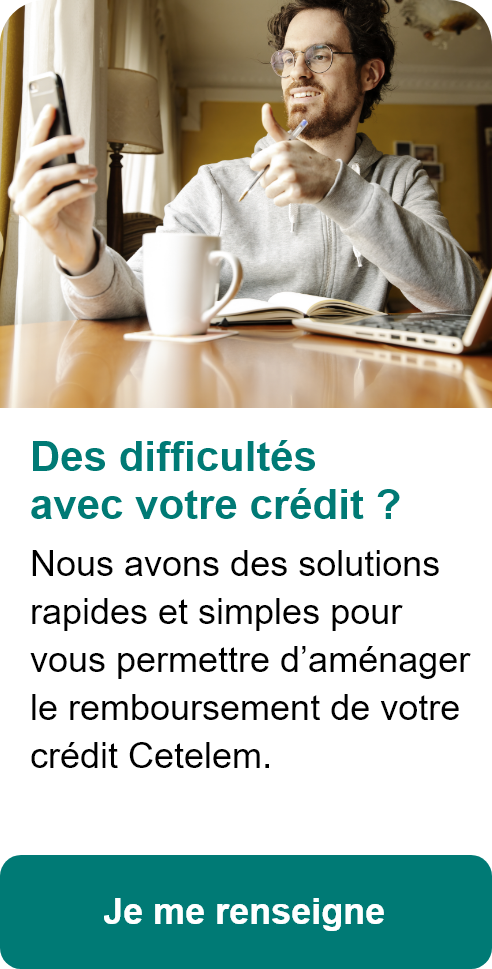 Des difficultés
avec votre crédit ?
Nous avons des solutions
rapides et simples pour
vous permettre d’aménager
le remboursement de votre
crédit Cetelem.
Je me renseigne